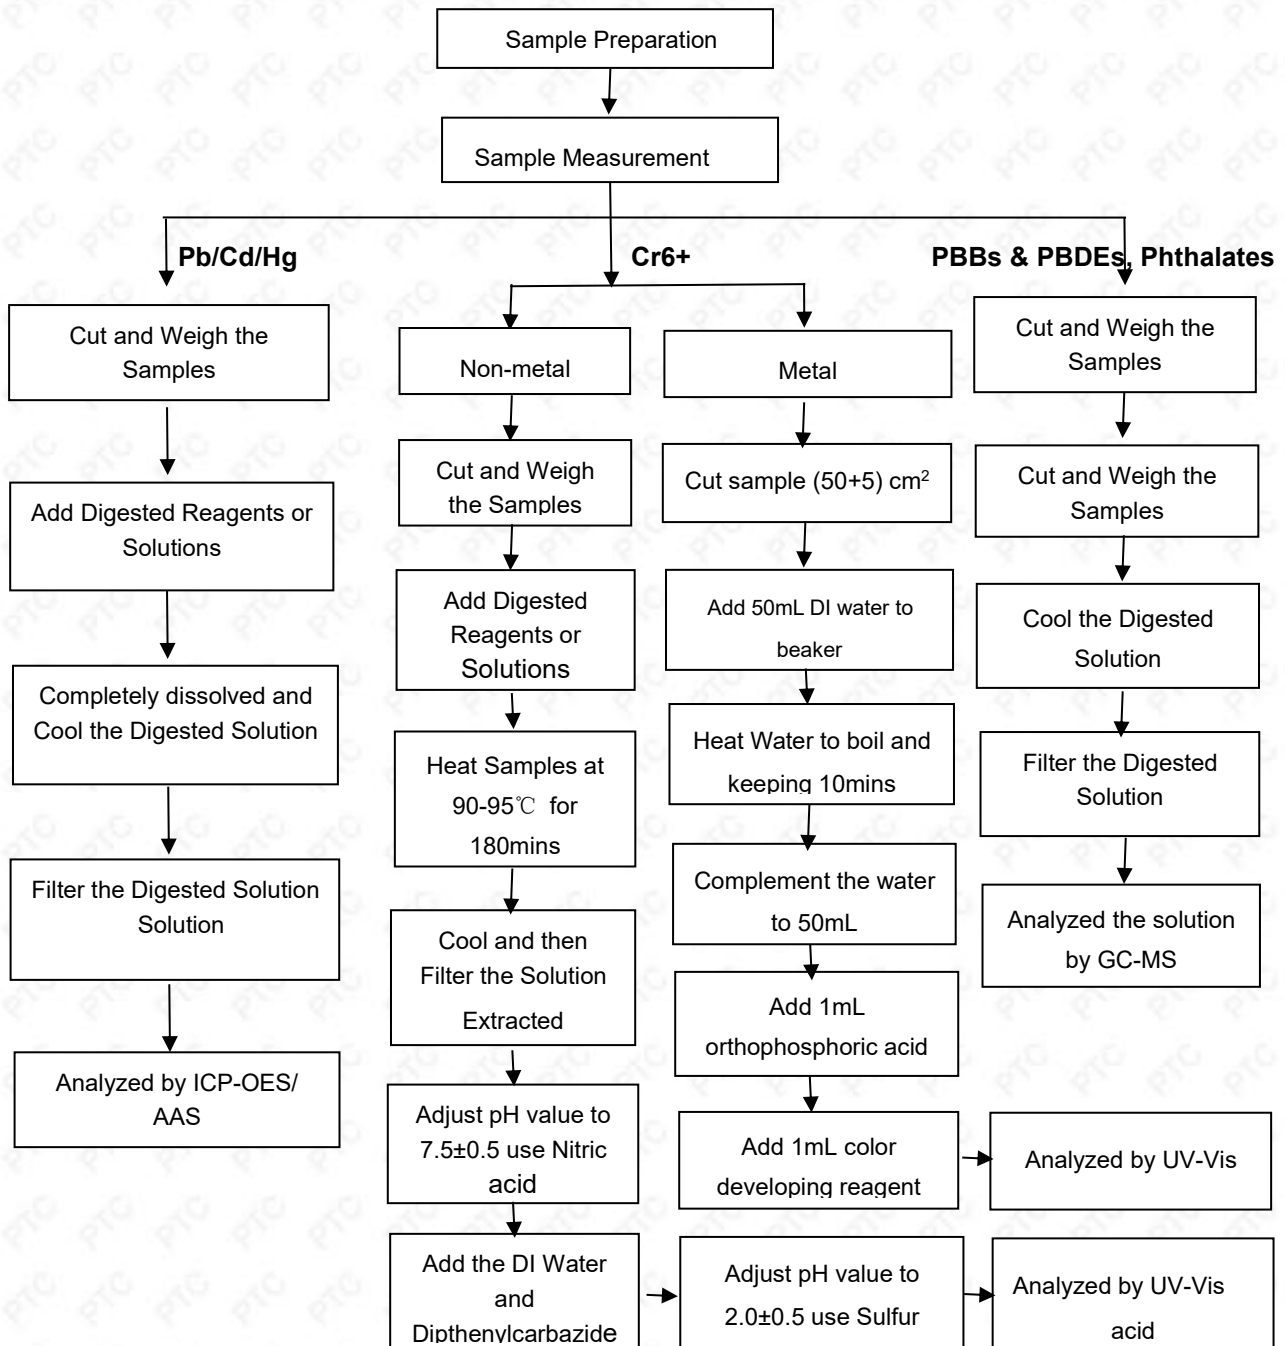 Sample Preparation
Sample Measurement
Pb/Cd/Hg
Cr6+
PBBs & PBDEs, Phthalates
Cut and Weigh the
Samples
Add Digested Reagents or
Solutions
Completely dissolved and
Cool the Digested Solution
Filter the Digested Solution
Solution
Analyzed by ICP-OES/
AAS
Non-metal
Cut and Weigh
the Samples
Add Digested
Reagents or
Solutions
Heat Samples at
90-95℃ for
180mins
Cool and then
Filter the Solution
Extracted
Adjust pH value to
7.5±0.5 use Nitric
acid
Add the DI Water
and
Dipthenylcarbazide
Adjust pH value to
2.0±0.5 use Sulfur
Analyzed by UV-Vis
acid
Metal
Cut sample (50+5) cm²
Add 50mL DI water to
beaker
Heat Water to boil and
keeping 10mins
Complement the water
to 50mL
Add 1mL
orthophosphoric acid
Add 1mL color
developing reagent
Analyzed by UV-Vis
Cut and Weigh the
Samples
Cut and Weigh the
Samples
Cool the Digested
Solution
Filter the Digested
Solution
Analyzed the solution
by GC-MS
PTC